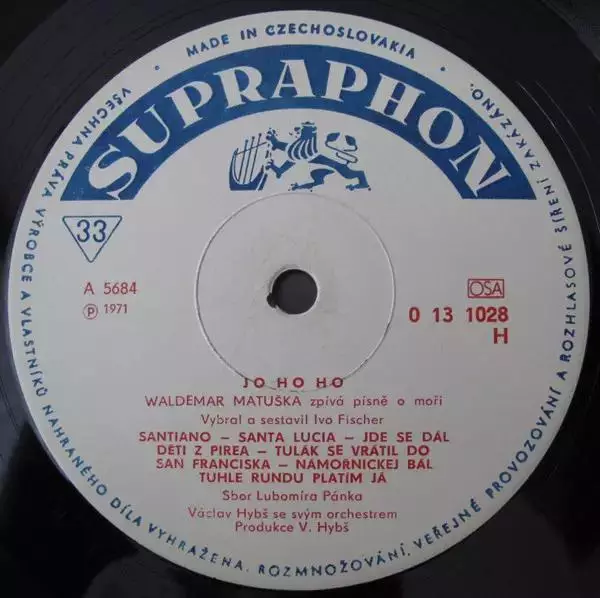 MADE IN CZECHOSLOVAKIA
SUPRAPHON
33
A 5684
Ⓟ 1971
OSA
0 13 1028
H
JO HO HO
WALDEMAR MATUŠKA zpívá písně o moři
Vybral a sestavil Ivo Fischer
SANTIANO – SANTA LUCIA – JDE SE DÁL
DĚTI Z PIREA – TULÁK SE VRÁTIL DO
SAN FRANCISKA – NÁMOŘNICKEJ BÁL
TUHLE RUNDU PLATÍM JÁ
Sbor Lubomíra Pánka
Václav Hybš se svým orchestrem
Produkce V. Hybš
VŠECHNA PRÁVA VÝROBCE A VLASTNÍKŮ NAHRANÉHO DÍLA VYHRAŽENA. ROZMNOŽOVÁNÍ, VEŘEJNÉ PROVOZOVÁNÍ A ROZHLASOVÉ ŠÍŘENÍ ZAKÁZÁNO.